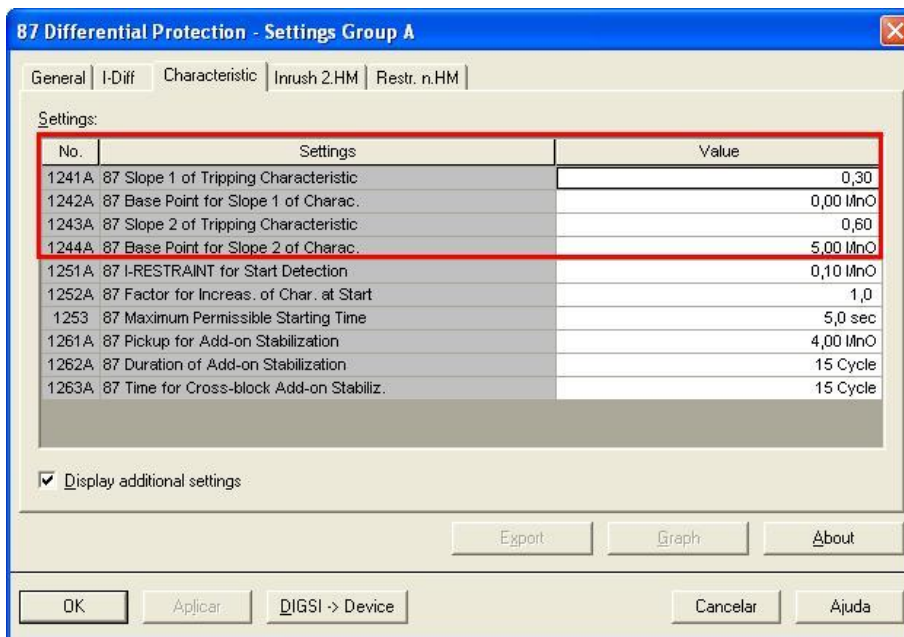 87 Differential Protection - Settings Group A
General I-Diff Characteristic Inrush 2.HM Restr. n.HM
Settings:
No. Settings Value
1241A 87 Slope 1 of Tripping Characteristic 0,30
1242A 87 Base Point for Slope 1 of Charac. 0,00 I/InO
1243A 87 Slope 2 of Tripping Characteristic 0,60
1244A 87 Base Point for Slope 2 of Charac. 5,00 I/InO
1251A 87 I-RESTRAINT for Start Detection 0,10 I/InO
1252A 87 Factor for Increas. of Char. at Start 1,0
1253 87 Maximum Permissible Starting Time 5,0 sec
1261A 87 Pickup for Add-on Stabilization 4,00 I/InO
1262A 87 Duration of Add-on Stabilization 15 Cycle
1263A 87 Time for Cross-block Add-on Stabiliz. 15 Cycle
Display additional settings
Export Graph About
OK Aplicar DIGSI -> Device Cancelar Ajuda